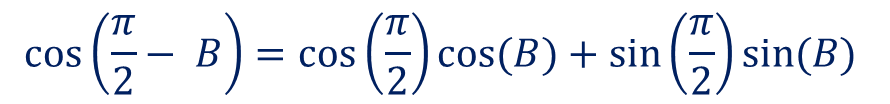 cos(π/2 − B) = cos(π/2)cos(B) + sin(π/2)sin(B)